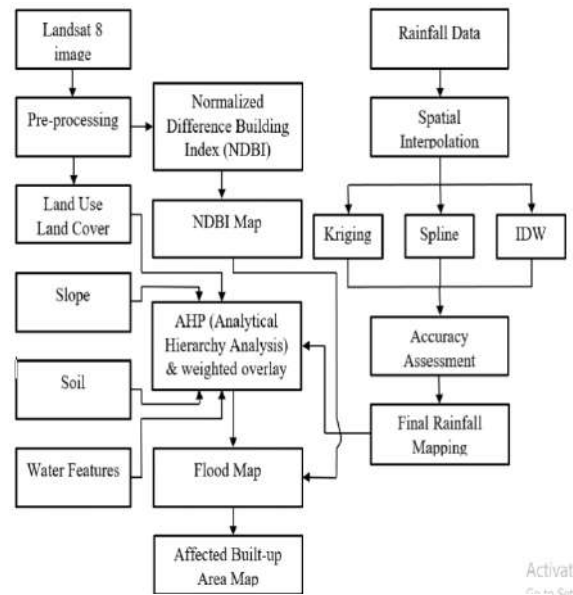 Landsat 8
image
Rainfall Data
Pre-processing
Normalized
Difference Building
Index (NDBI)
Spatial
Interpolation
Land Use
Land Cover
NDBI Map
Kriging
Spline
IDW
Slope
AHP (Analytical
Hierarchy Analysis)
& weighted overlay
Accuracy
Assessment
Soil
Final Rainfall
Mapping
Water Features
Flood Map
Affected Built-up
Area Map
Activat